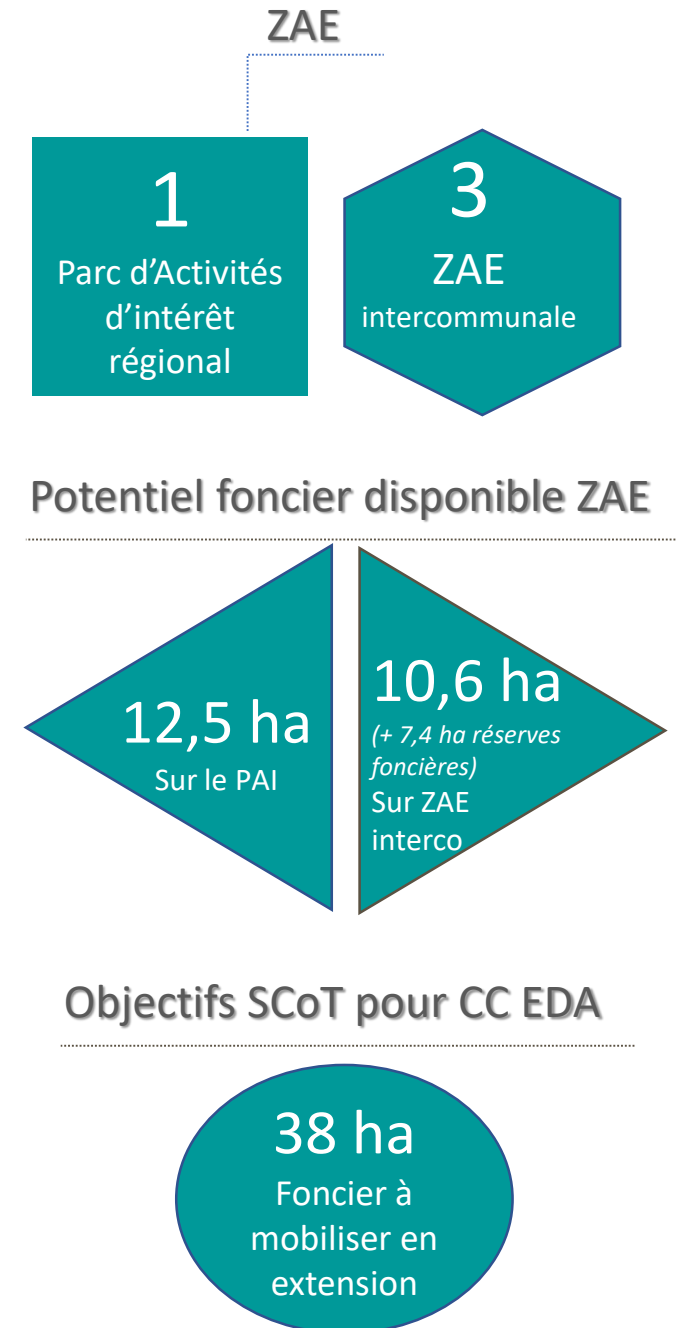 ZAE
1
Parc d’Activités
d’intérêt
régional
3
ZAE
intercommunale
Potentiel foncier disponible ZAE
12,5 ha
Sur le PAI
10,6 ha
(+ 7,4 ha réserves
foncières)
Sur ZAE
interco
Objectifs SCoT pour CC EDA
38 ha
Foncier à
mobiliser en
extension